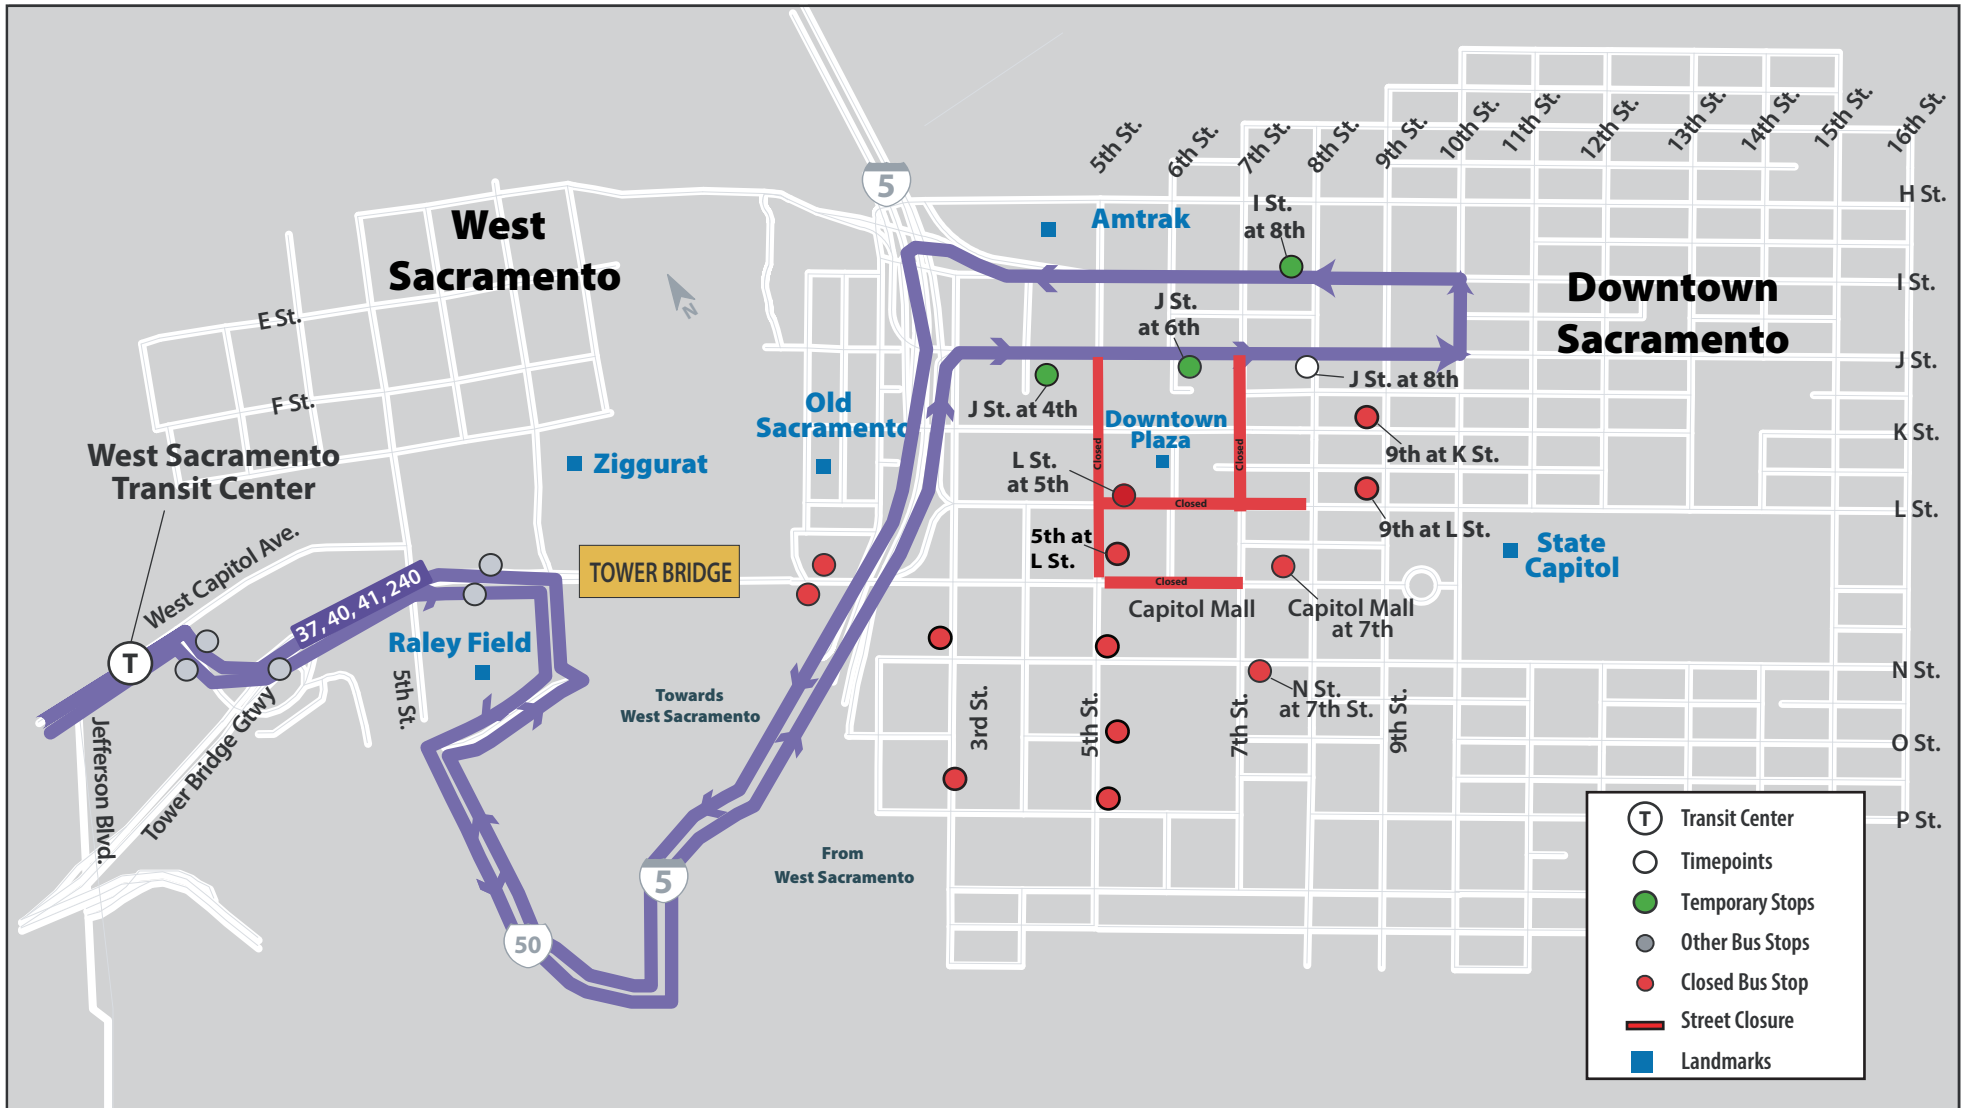 5th St.
6th St.
7th St.
8th St.
9th St.
10th St.
11th St.
12th St.
13th St.
14th St.
15th St.
16th St.
5
H St.
I St.
at 8th
Amtrak
West
Sacramento
N
Downtown
Sacramento
I St.
J St.
at 6th
E St.
J St.
J St. at 8th
J St. at 4th
F St.
Old
Sacramento
Downtown
Plaza
K St.
Closed
Closed
9th at K St.
West Sacramento
Transit Center
Ziggurat
L St.
at 5th
Closed
L St.
9th at L St.
5th at
L St.
State
Capitol
West Capitol Ave.
TOWER BRIDGE
Closed
37, 40, 41, 240
Capitol Mall
Capitol Mall
at 7th
Raley Field
T
5th St.
N St.
Towards
West Sacramento
3rd St.
5th St.
7th St.
N St.
at 7th St.
9th St.
Jefferson Blvd.
Tower Bridge Gtwy
O St.
P St.
From
West Sacramento
5
50
T Transit Center
Timepoints
Temporary Stops
Other Bus Stops
Closed Bus Stop
Street Closure
Landmarks